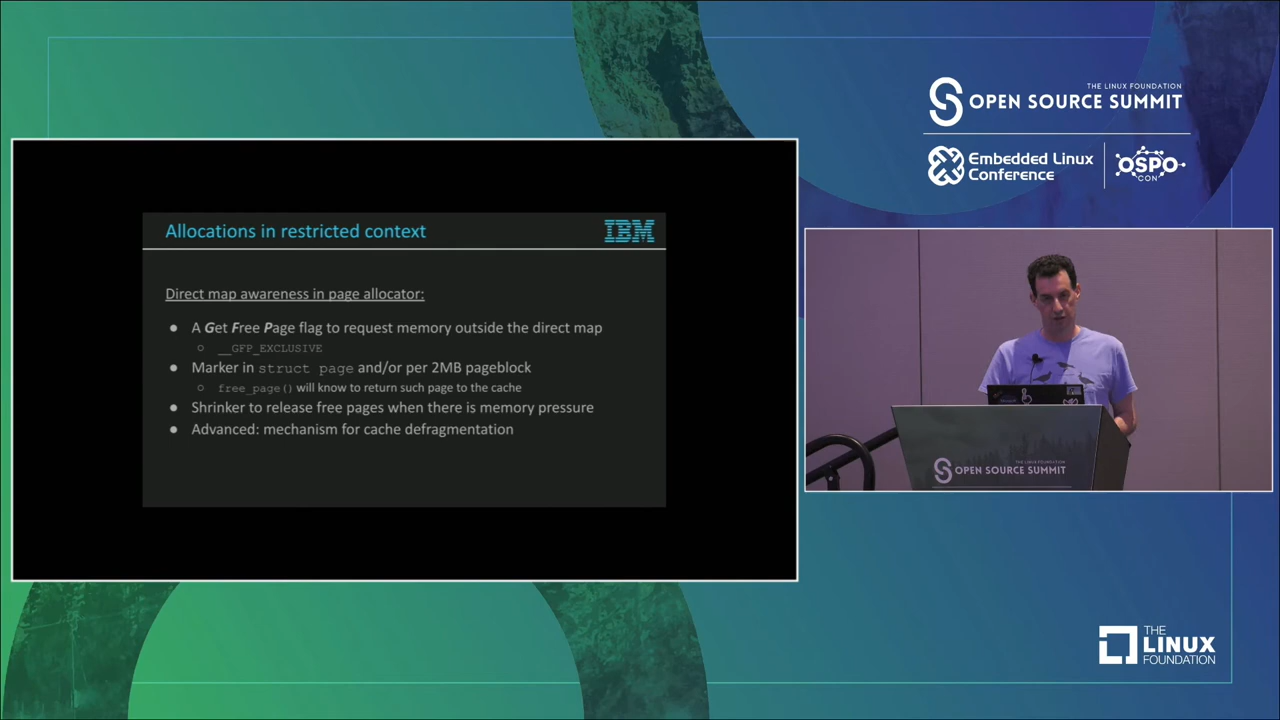 THE LINUX FOUNDATION
OPEN SOURCE SUMMIT
Embedded Linux
Conference
OSPO
CON
Allocations in restricted context
IBM
Direct map awareness in page allocator:
● A Get Free Page flag to request memory outside the direct map
○ __GFP_EXCLUSIVE
● Marker in struct page and/or per 2MB pageblock
○ free_page() will know to return such page to the cache
● Shrinker to release free pages when there is memory pressure
● Advanced: mechanism for cache defragmentation
THE LINUX FOUNDATION
OPEN SOURCE SUMMIT
THE
LINUX
FOUNDATION